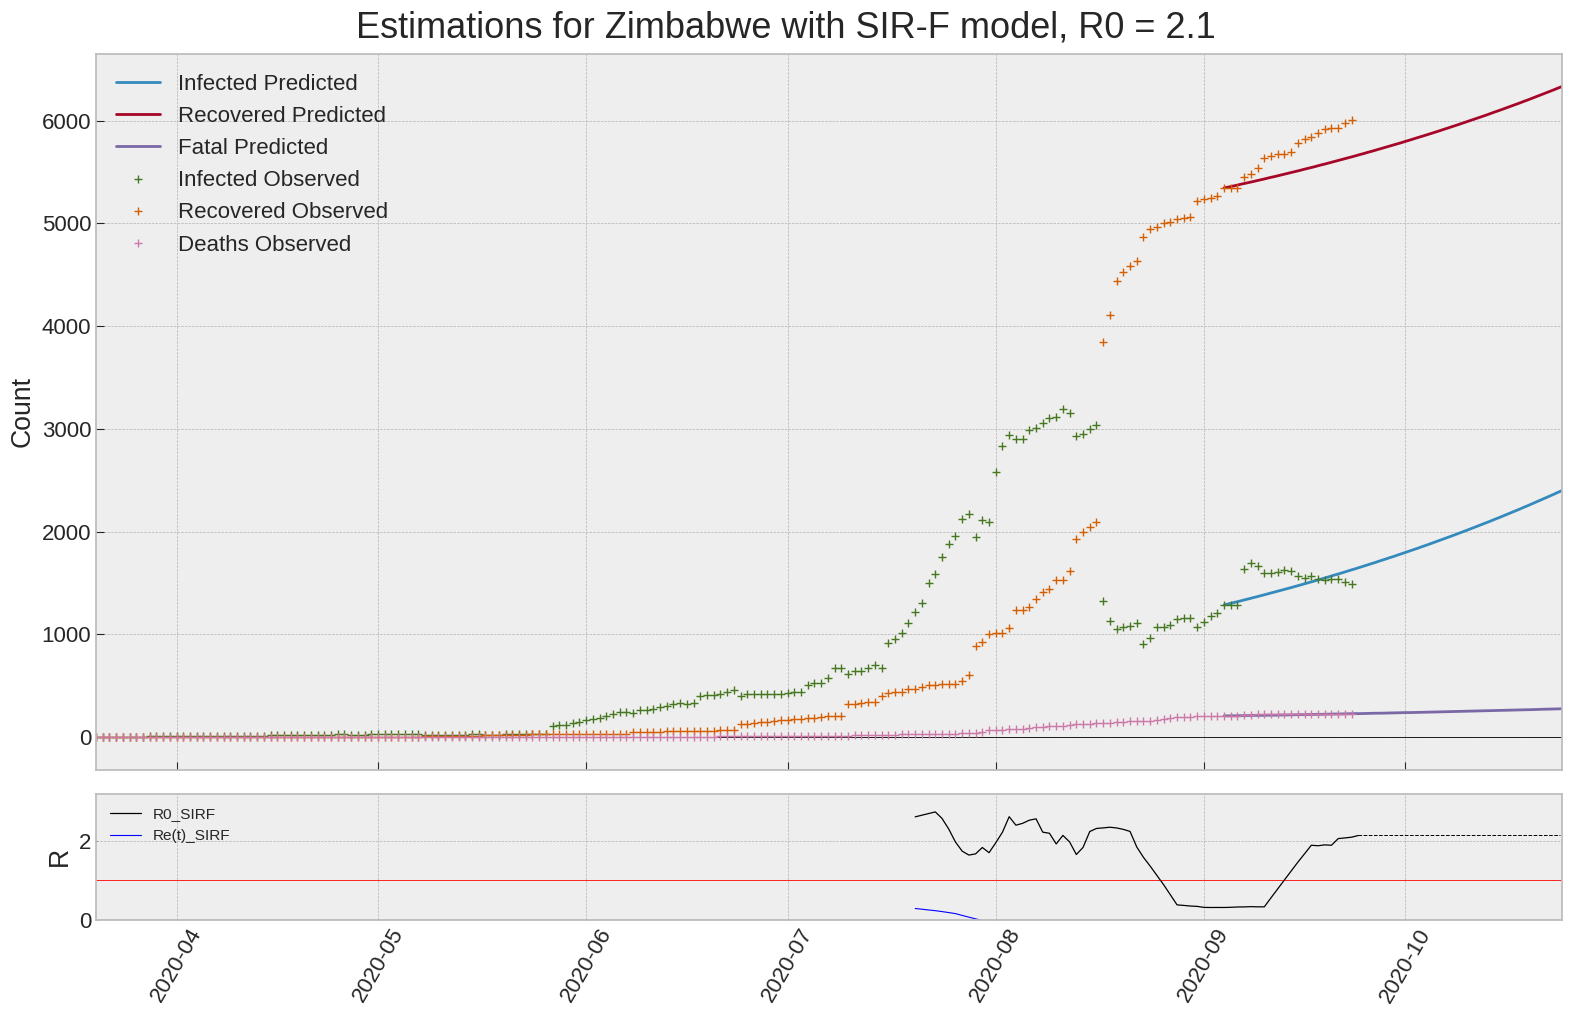 Estimations for Zimbabwe with SIR-F model, R0 = 2.1
Infected Predicted
Recovered Predicted
Fatal Predicted
Infected Observed
Recovered Observed
Deaths Observed
6000
5000
4000
3000
2000
1000
0
Count
R0_SIRF
Re(t)_SIRF
2
0
R
2020-04
2020-05
2020-06
2020-07
2020-08
2020-09
2020-10